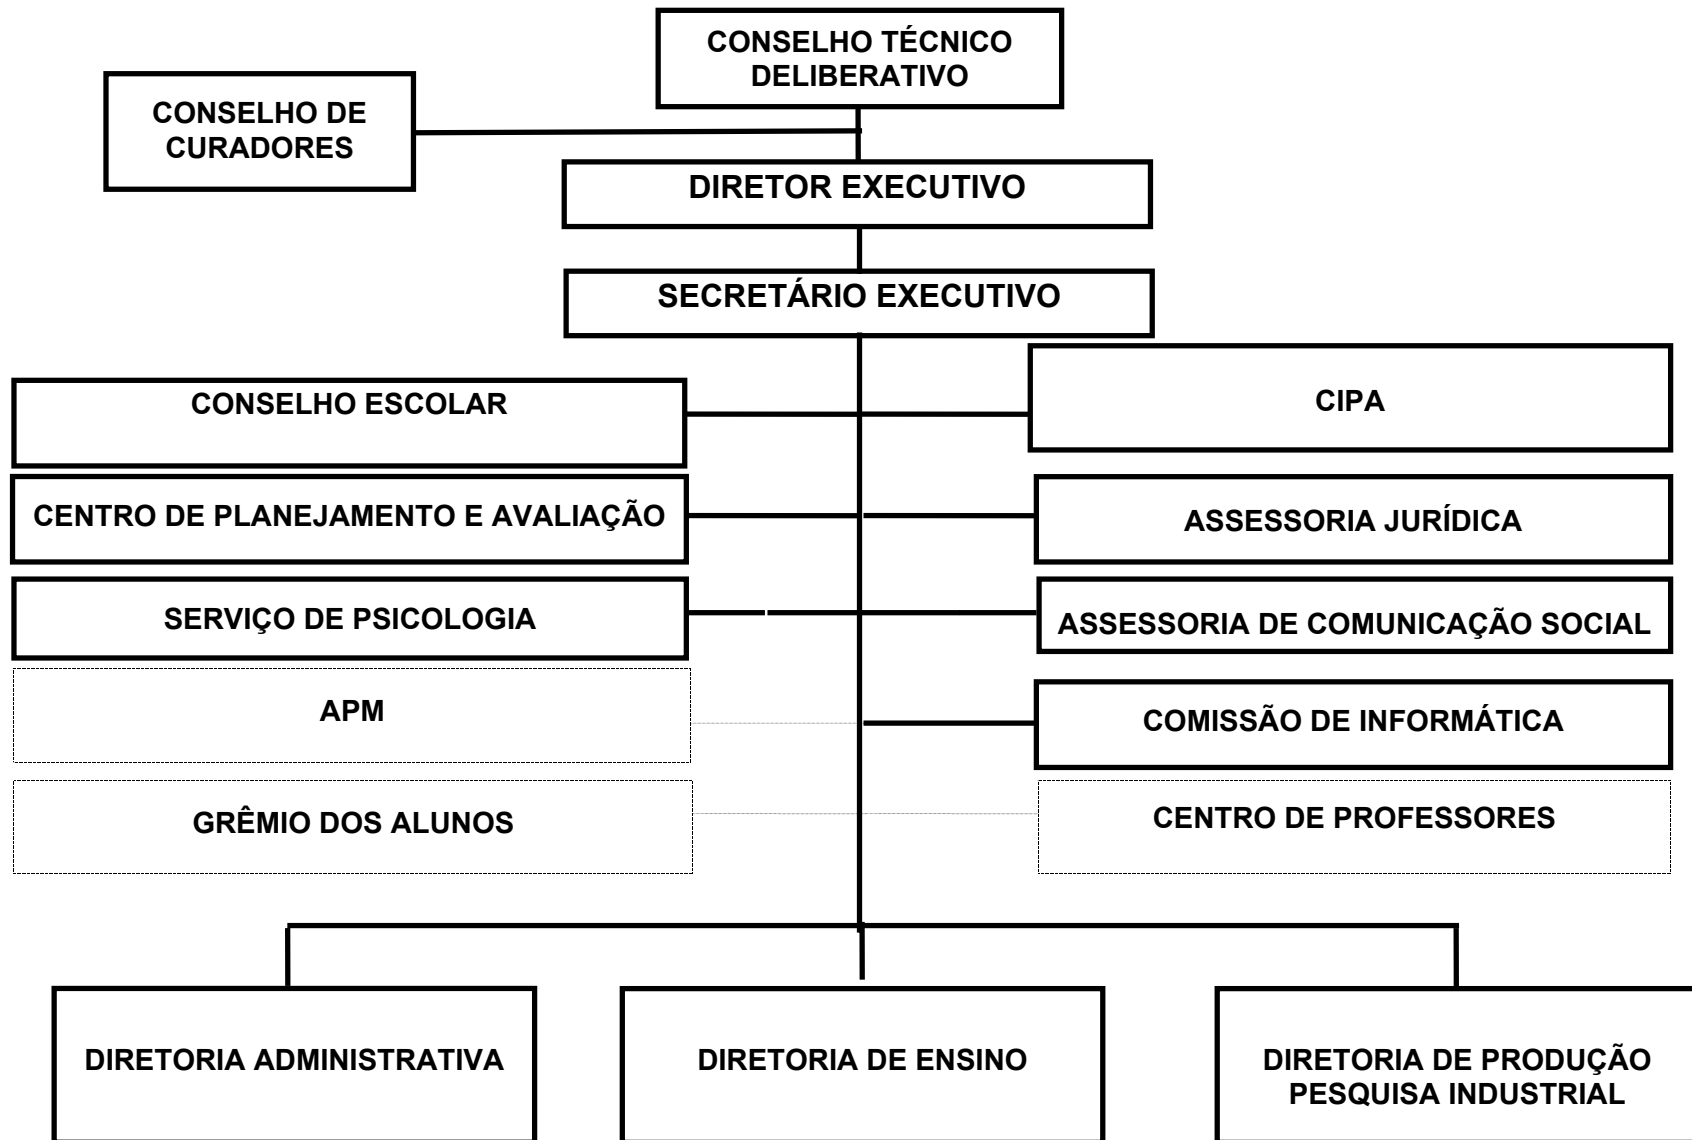 CONSELHO TÉCNICO
DELIBERATIVO
CONSELHO DE
CURADORES
DIRETOR EXECUTIVO
SECRETÁRIO EXECUTIVO
CONSELHO ESCOLAR
CIPA
CENTRO DE PLANEJAMENTO E AVALIAÇÃO
ASSESSORIA JURÍDICA
SERVIÇO DE PSICOLOGIA
ASSESSORIA DE COMUNICAÇÃO SOCIAL
APM
COMISSÃO DE INFORMÁTICA
GRÊMIO DOS ALUNOS
CENTRO DE PROFESSORES
DIRETORIA ADMINISTRATIVA
DIRETORIA DE ENSINO
DIRETORIA DE PRODUÇÃO
PESQUISA INDUSTRIAL